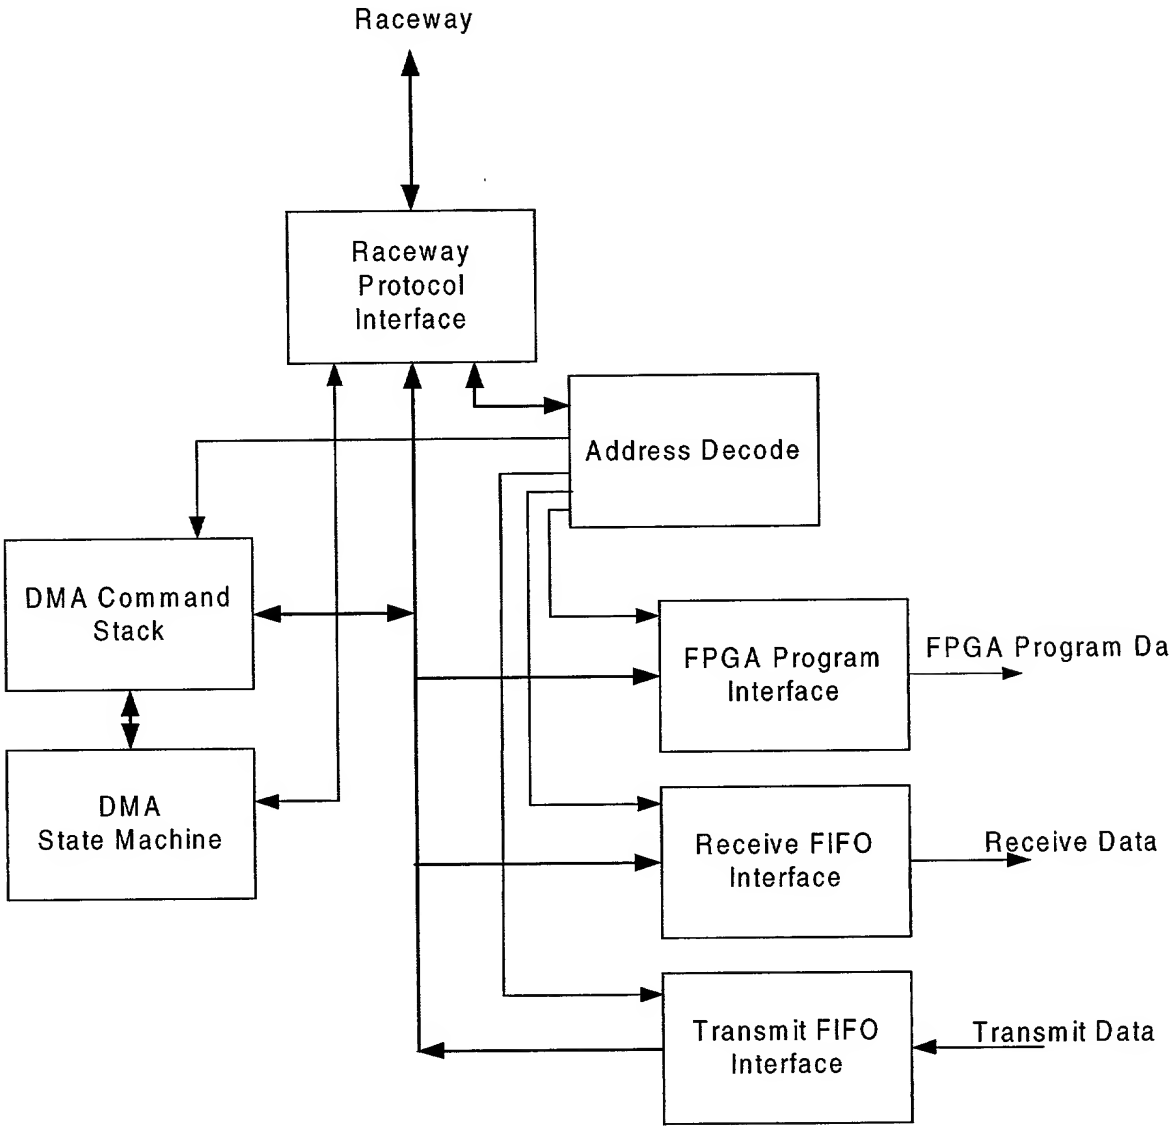 Raceway
Raceway
Protocol
Interface
Address Decode
DMA Command
Stack
FPGA Program
Interface
FPGA Program Da
DMA
State Machine
Receive FIFO
Interface
Receive Data
Transmit FIFO
Interface
Transmit Data